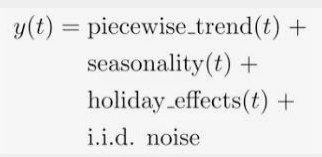 y(t) = piecewise_trend(t) +
seasonality(t) +
holiday_effects(t) +
i.i.d. noise